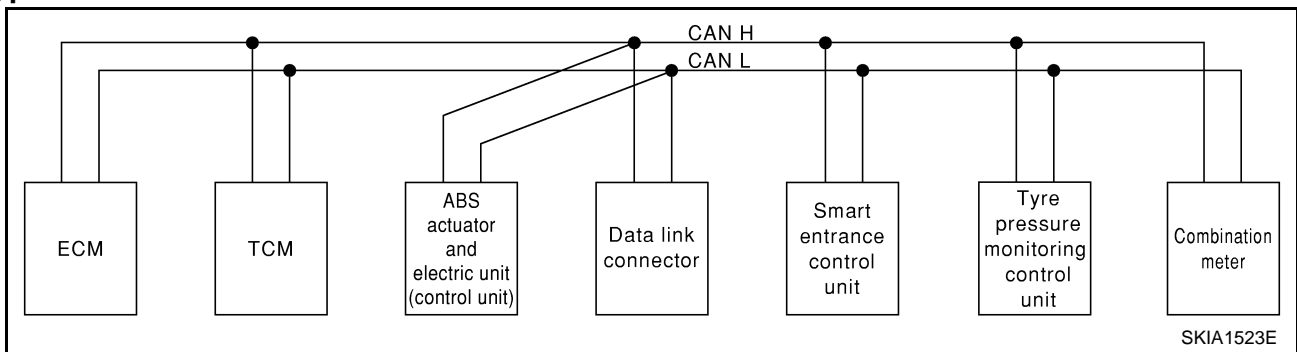 CAN H
CAN L
ECM
TCM
ABS
actuator
and
electric unit
(control unit)
Data link
connector
Smart
entrance
control
unit
Tyre
pressure
monitoring
control
unit
Combination
meter
SKIA1523E